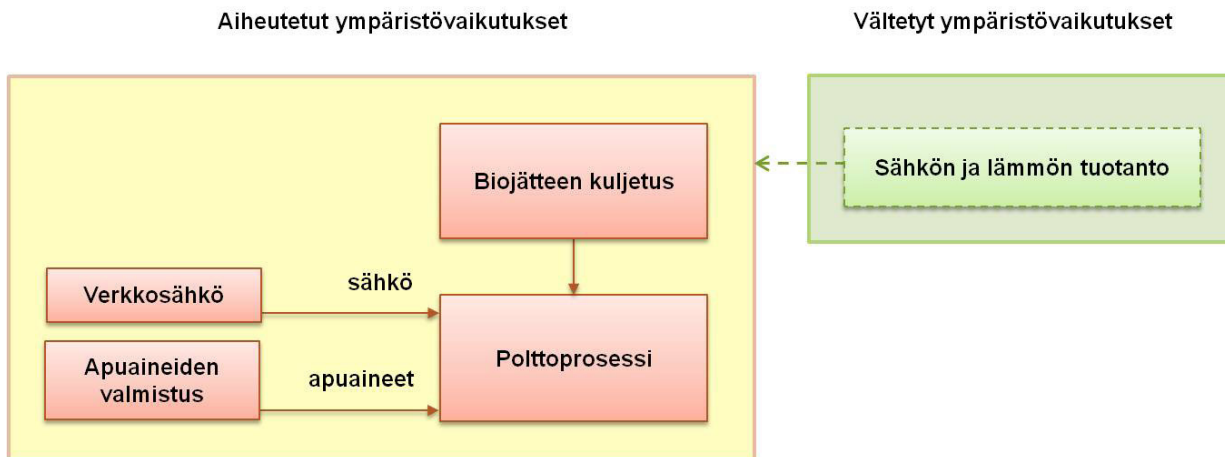 Aiheutetut ympäristövaikutukset
Vältetyt ympäristövaikutukset
Biojätteen kuljetus
Sähkön ja lämmön tuotanto
Verkkosähkö
sähkö
Polttoprosessi
Apuaineiden
valmistus
apuaineet